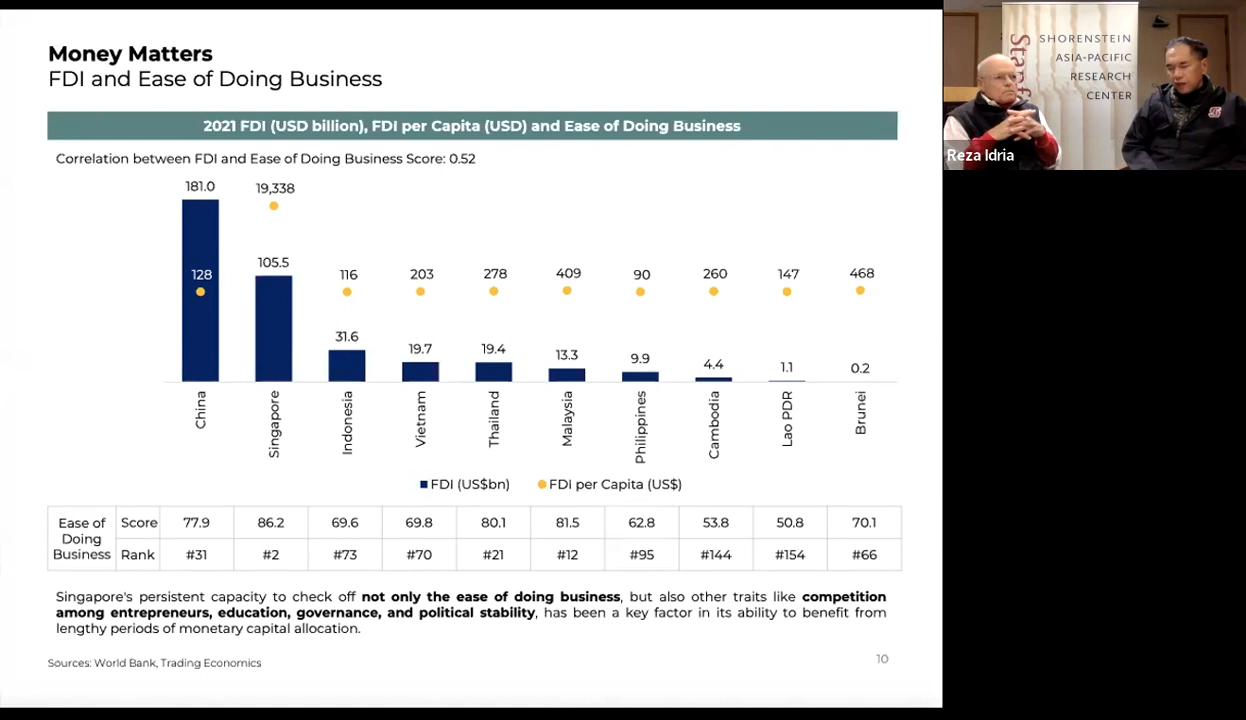 Money Matters
FDI and Ease of Doing Business
2021 FDI (USD billion), FDI per Capita (USD) and Ease of Doing Business
Correlation between FDI and Ease of Doing Business Score: 0.52
181.0 19,338
128 105.5 116 203 278 409 90 260 147 468
31.6 19.7 19.4 13.3 9.9 4.4 1.1 0.2
China Singapore Indonesia Vietnam Thailand Malaysia Philippines Cambodia Lao PDR Brunei
FDI (US$bn) FDI per Capita (US$)
Ease of Doing Business
Score 77.9 86.2 69.6 69.8 80.1 81.5 62.8 53.8 50.8 70.1
Rank #31 #2 #73 #70 #21 #12 #95 #144 #154 #66
Singapore's persistent capacity to check off not only the ease of doing business, but also other traits like competition
among entrepreneurs, education, governance, and political stability, has been a key factor in its ability to benefit from
lengthy periods of monetary capital allocation.
Sources: World Bank, Trading Economics
10
SHORENSTEIN
ASIA-PACIFIC
RESEARCH
CENTER
Stanf
Reza Idria
S